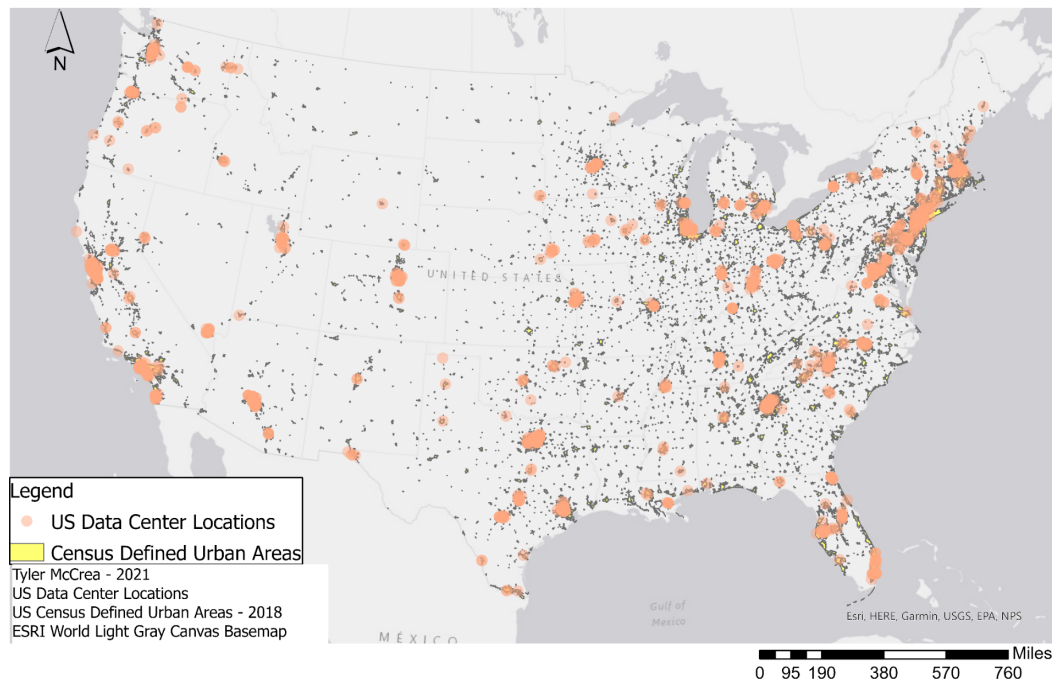 N
UNITED STATES
Legend
US Data Center Locations
Census Defined Urban Areas
Tyler McCrea - 2021
US Data Center Locations
US Census Defined Urban Areas - 2018
ESRI World Light Gray Canvas Basemap
MÉXICO
Gulf of
Mexico
Esri, HERE, Garmin, USGS, EPA, NPS
Miles
0 95 190 380 570 760